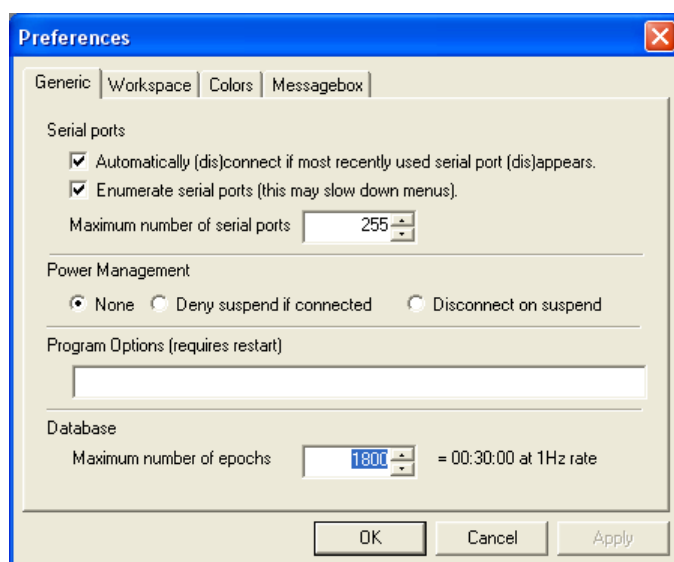 Preferences
Generic Workspace Colors Messagebox
Serial ports
Automatically (dis)connect if most recently used serial port (dis)appears.
Enumerate serial ports (this may slow down menus).
Maximum number of serial ports 255
Power Management
None Deny suspend if connected Disconnect on suspend
Program Options (requires restart)
Database
Maximum number of epochs 1800 = 00:30:00 at 1Hz rate
OK Cancel Apply